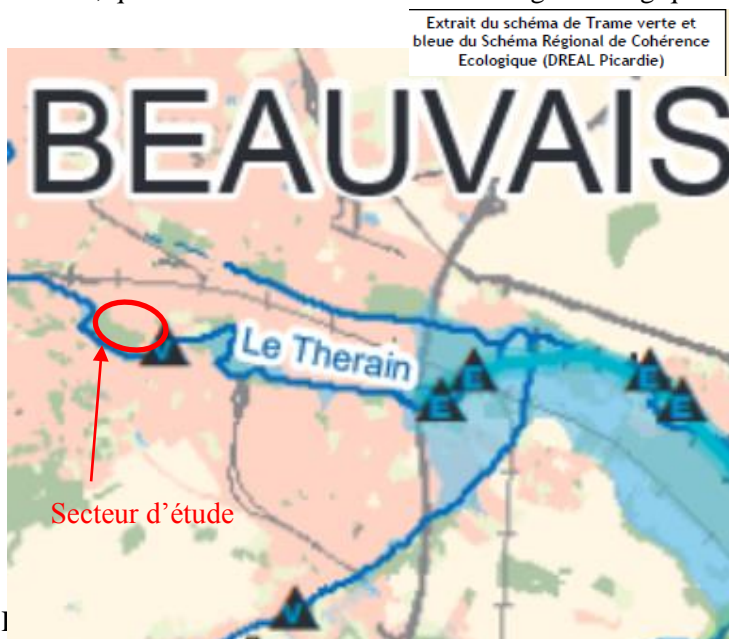 Extrait du schéma de Trame verte et
bleue du Schéma Régional de Cohérence
Ecologique (DREAL Picardie)
BEAUVAIS
Le Therain
V
E
E
E
E
Secteur d’étude
V